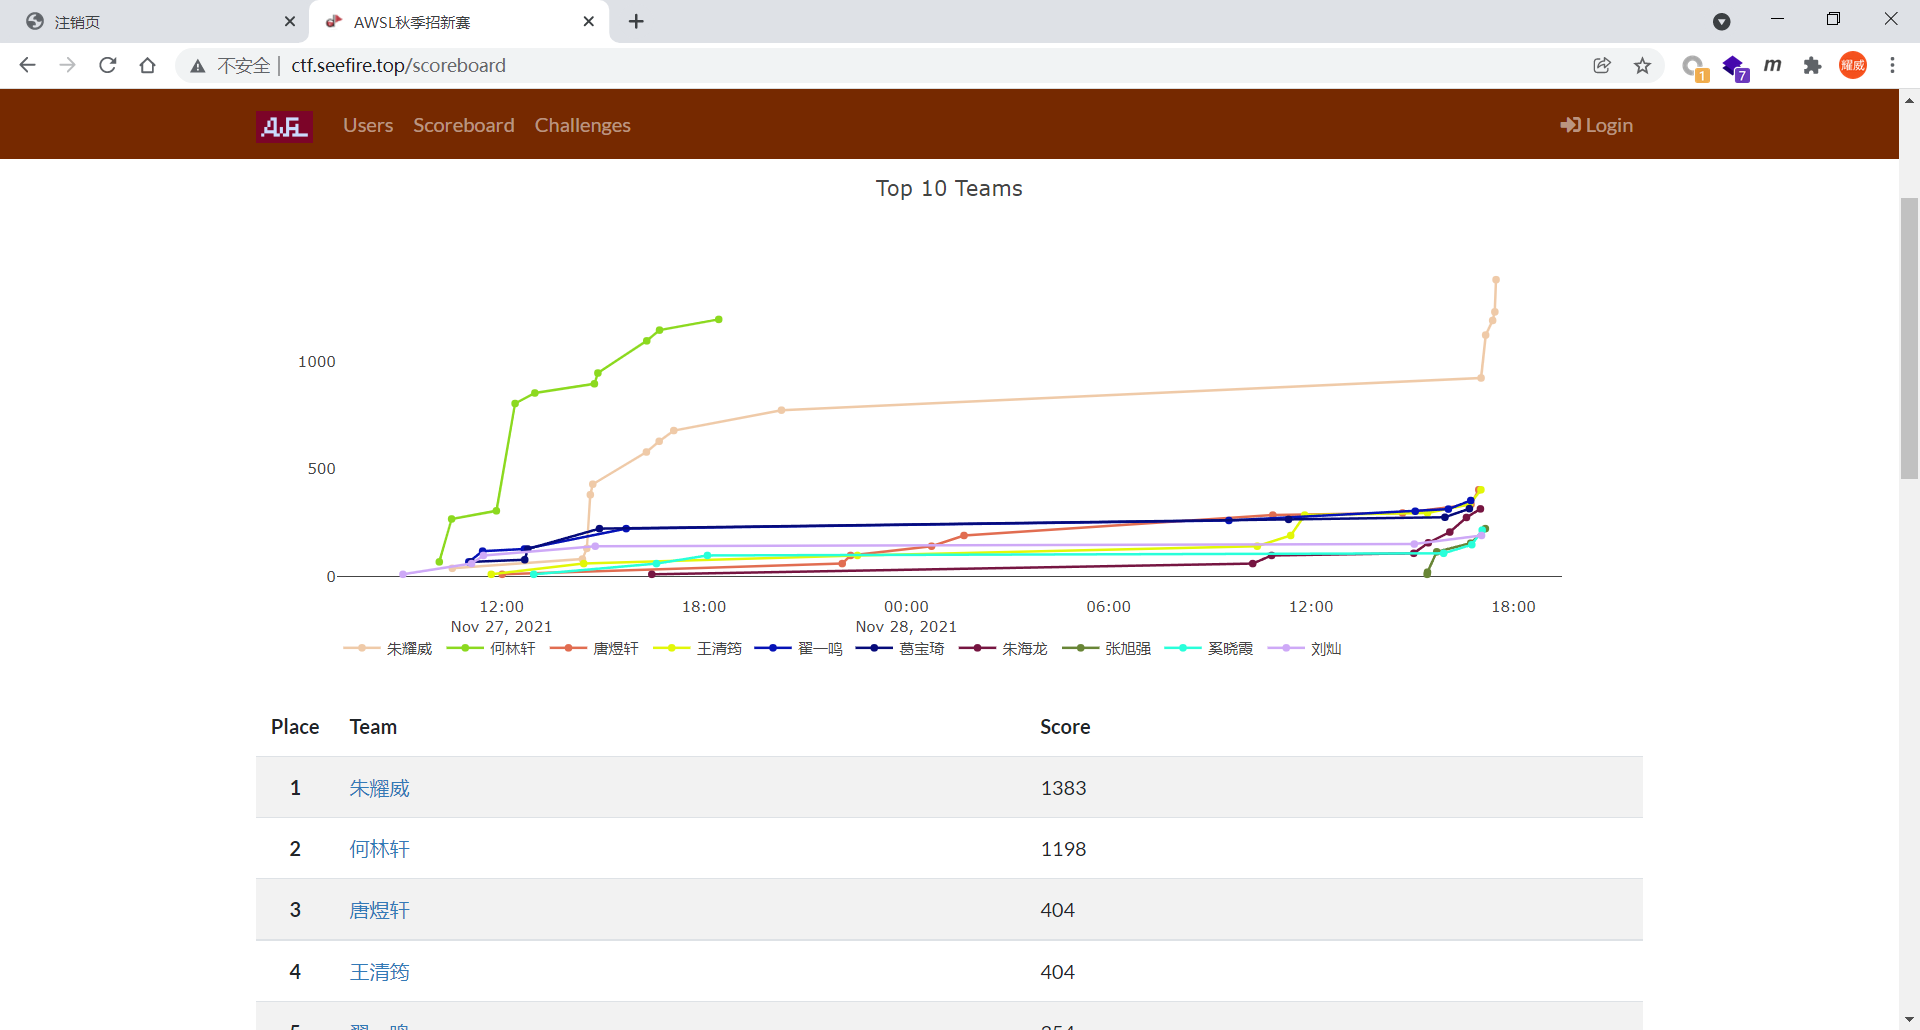 注销页
AWSL秋季招新赛
不安全 | ctf.seefire.top/scoreboard
1
7
m
耀威
Users Scoreboard Challenges Login
Top 10 Teams
1000
500
0
12:00 18:00 00:00 06:00 12:00 18:00
Nov 27, 2021 Nov 28, 2021
朱耀威 何林轩 唐煜轩 王清筠 翟一鸣 葛宝琦 朱海龙 张旭强 奚晓霞 刘灿
Place Team Score
1 朱耀威 1383
2 何林轩 1198
3 唐煜轩 404
4 王清筠 404